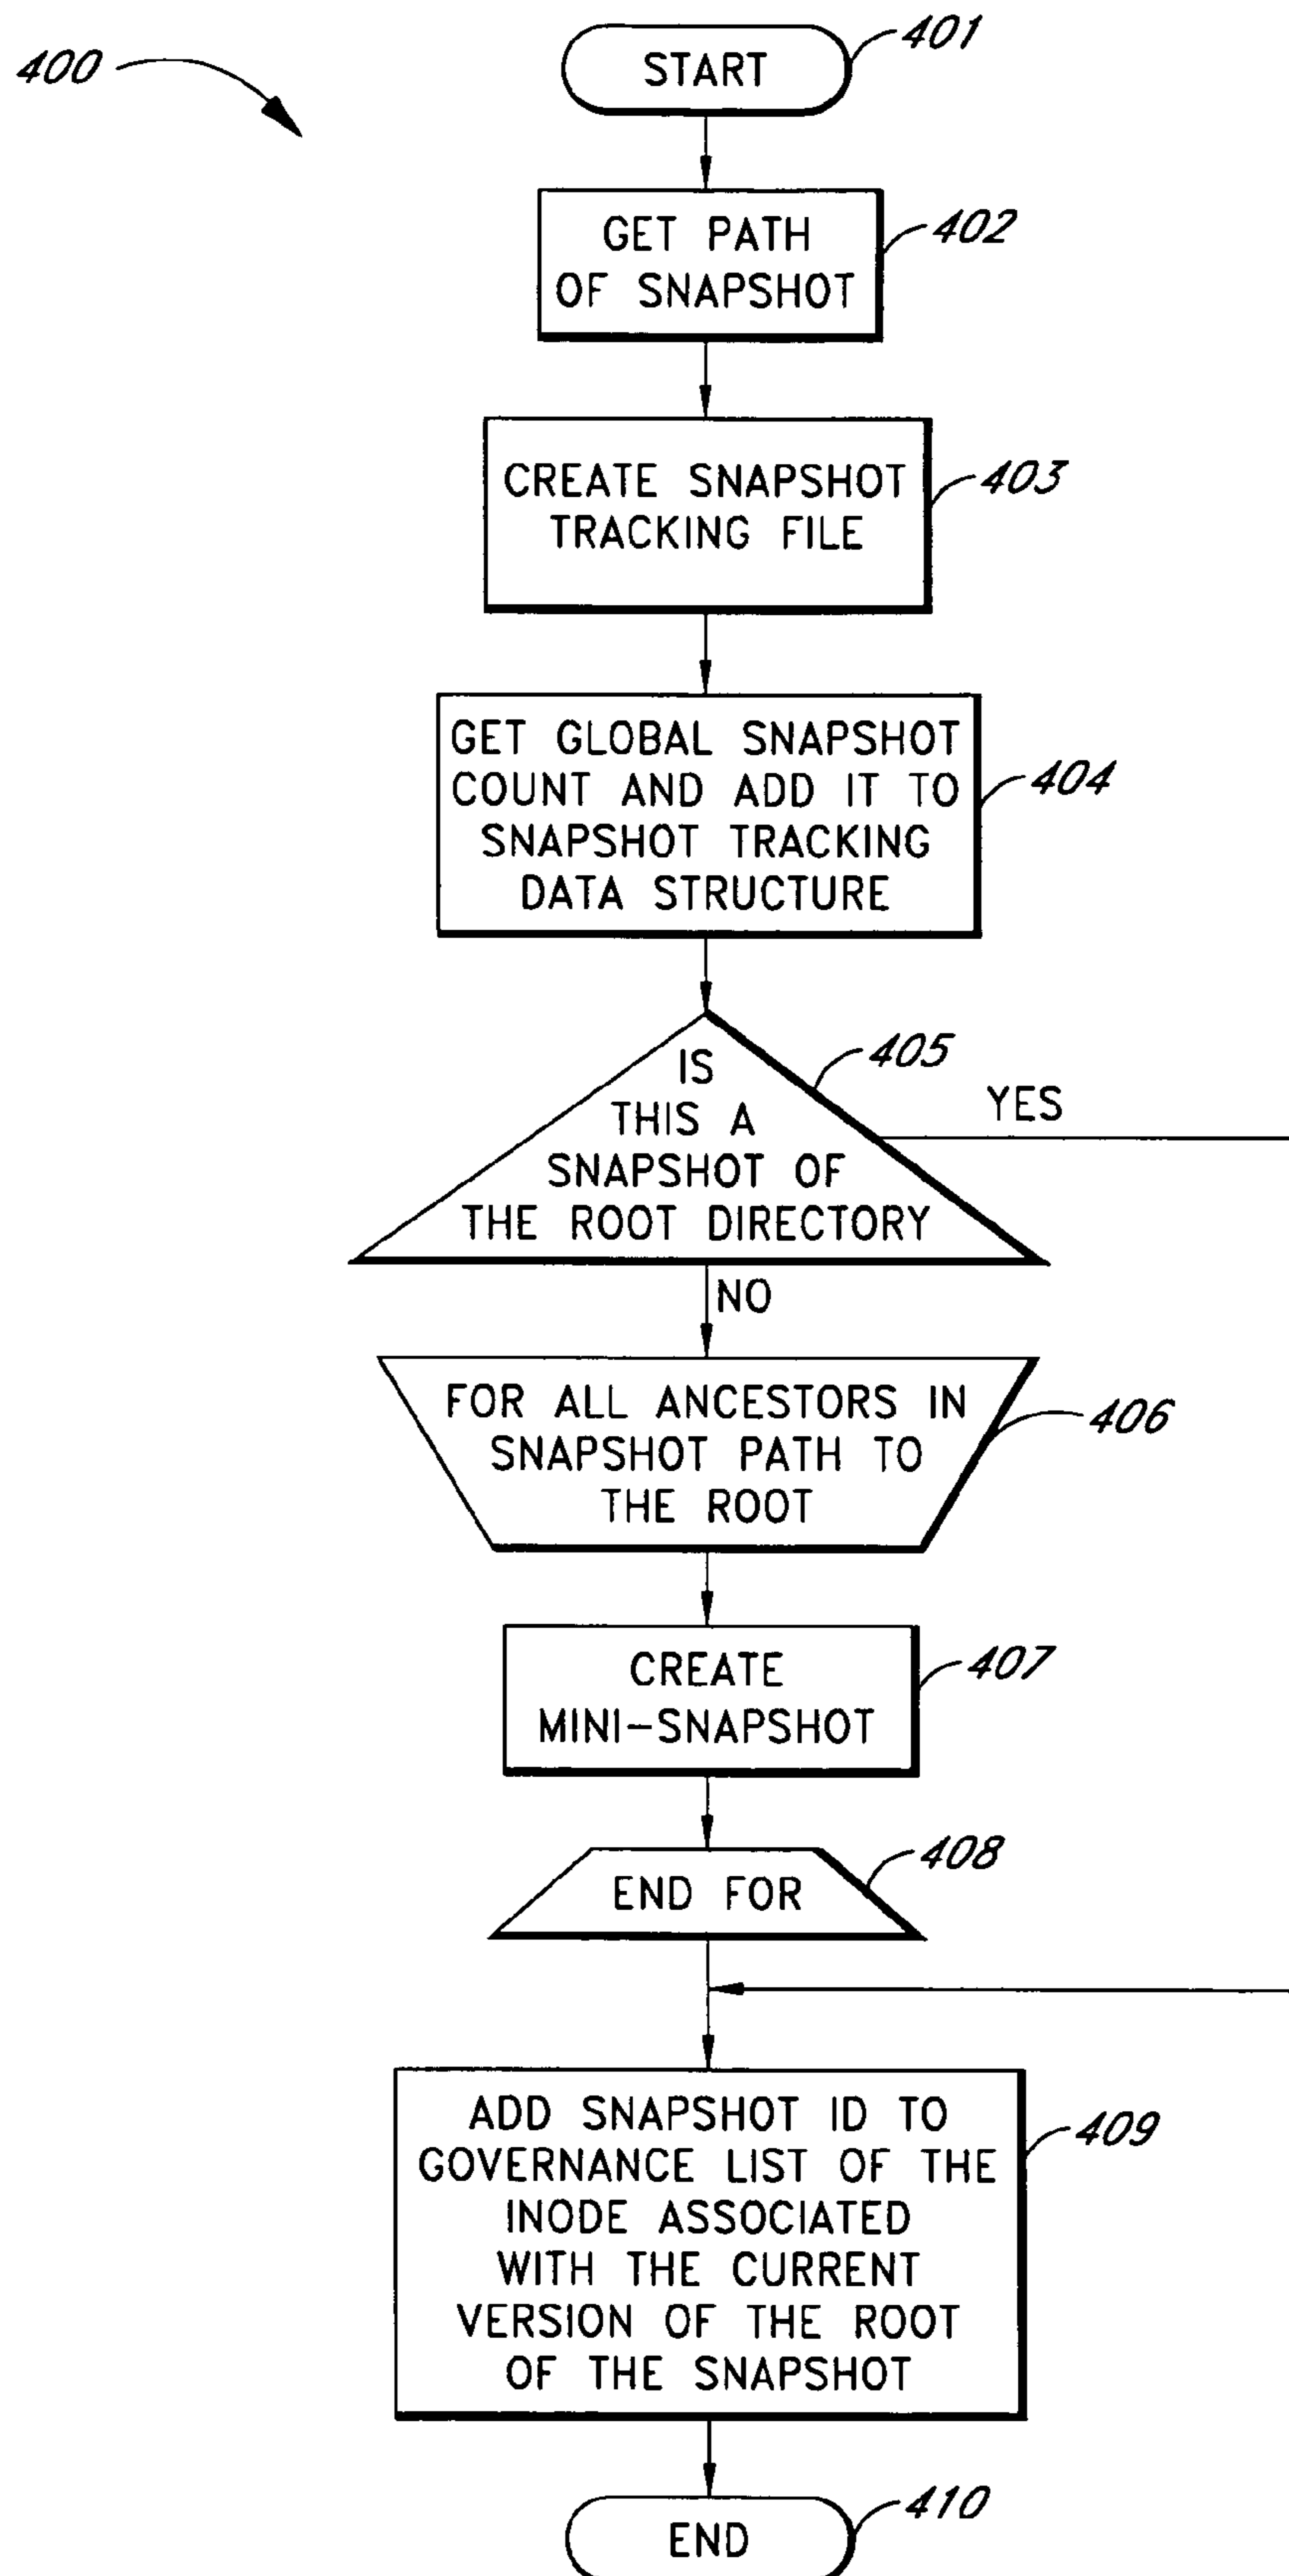 400
START
401
GET PATH
OF SNAPSHOT
402
CREATE SNAPSHOT
TRACKING FILE
403
GET GLOBAL SNAPSHOT
COUNT AND ADD IT TO
SNAPSHOT TRACKING
DATA STRUCTURE
404
IS
THIS A
SNAPSHOT OF
THE ROOT DIRECTORY
405
YES
NO
FOR ALL ANCESTORS IN
SNAPSHOT PATH TO
THE ROOT
406
CREATE
MINI-SNAPSHOT
407
END FOR
408
ADD SNAPSHOT ID TO
GOVERNANCE LIST OF THE
INODE ASSOCIATED
WITH THE CURRENT
VERSION OF THE ROOT
OF THE SNAPSHOT
409
END
410